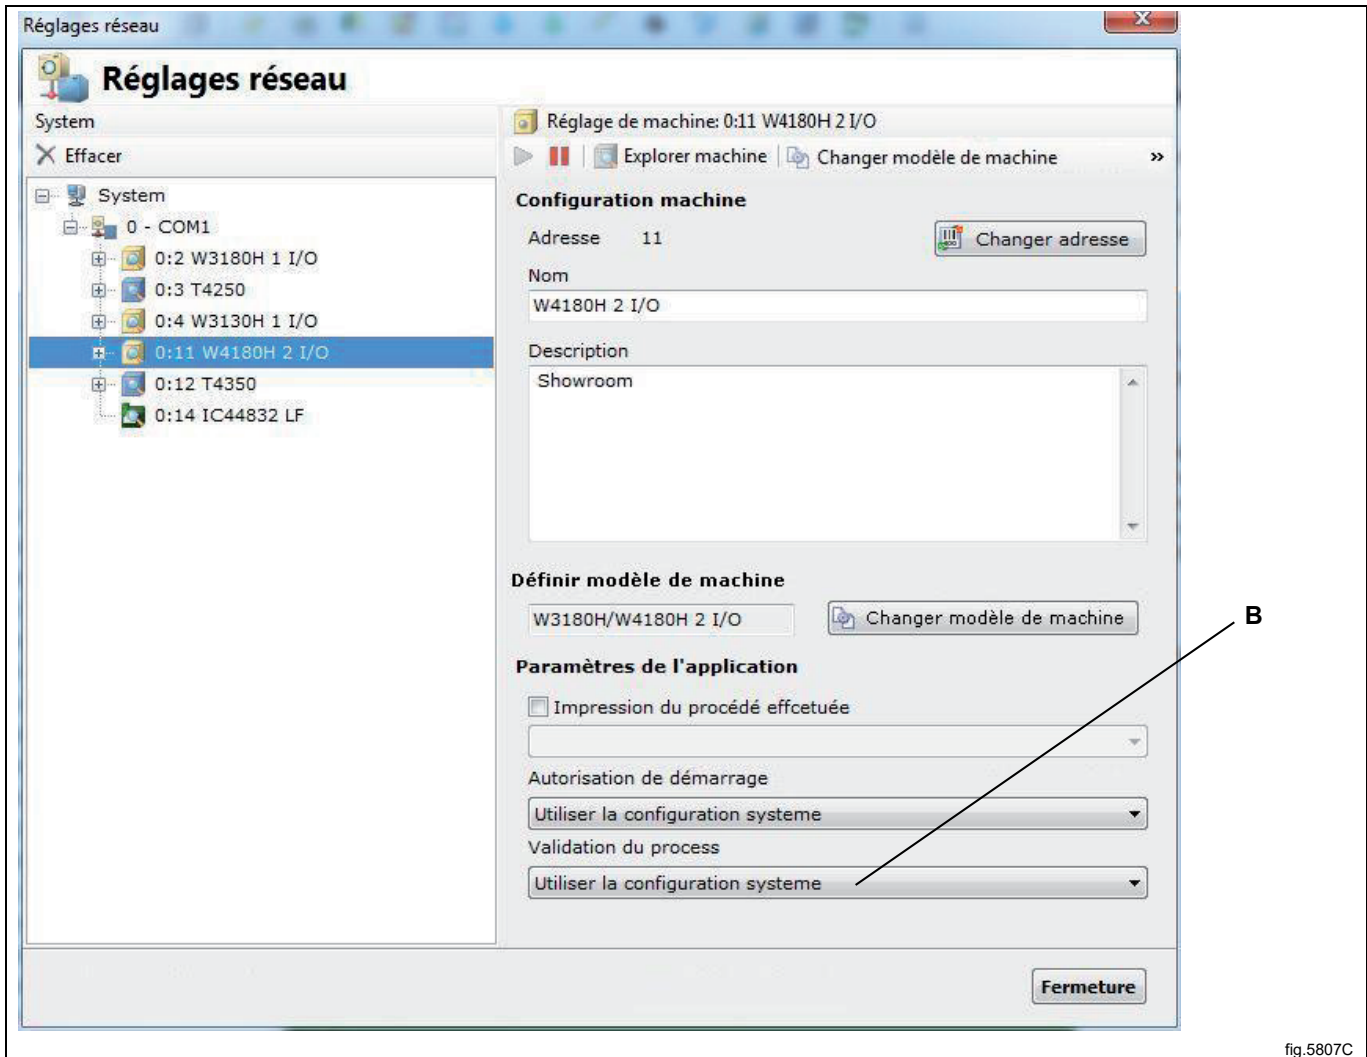 Réglages réseau
Réglages réseau
System
Effacer
System
0 - COM1
0:2 W3180H 1 I/O
0:3 T4250
0:4 W3130H 1 I/O
0:11 W4180H 2 I/O
0:12 T4350
0:14 IC44832 LF
Réglage de machine: 0:11 W4180H 2 I/O
Explorer machine Changer modèle de machine »
Configuration machine
Adresse 11 Changer adresse
Nom
W4180H 2 I/O
Description
Showroom
Définir modèle de machine
W3180H/W4180H 2 I/O Changer modèle de machine
B
Paramètres de l'application
Impression du procédé effcetuée
Autorisation de démarrage
Utiliser la configuration systeme
Validation du process
Utiliser la configuration systeme
Fermeture
fig.5807C